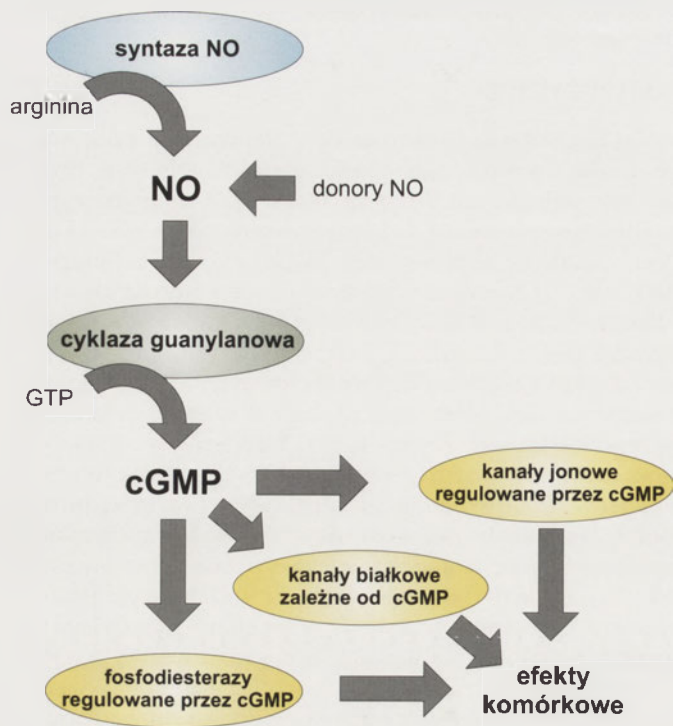 syntaza NO
arginina
NO
donory NO
cyklaza guanylanowa
GTP
cGMP
kanały jonowe
regulowane przez cGMP
kanały białkowe
zależne od cGMP
fosfodiesterazy
regulowane przez cGMP
efekty
komórkowe